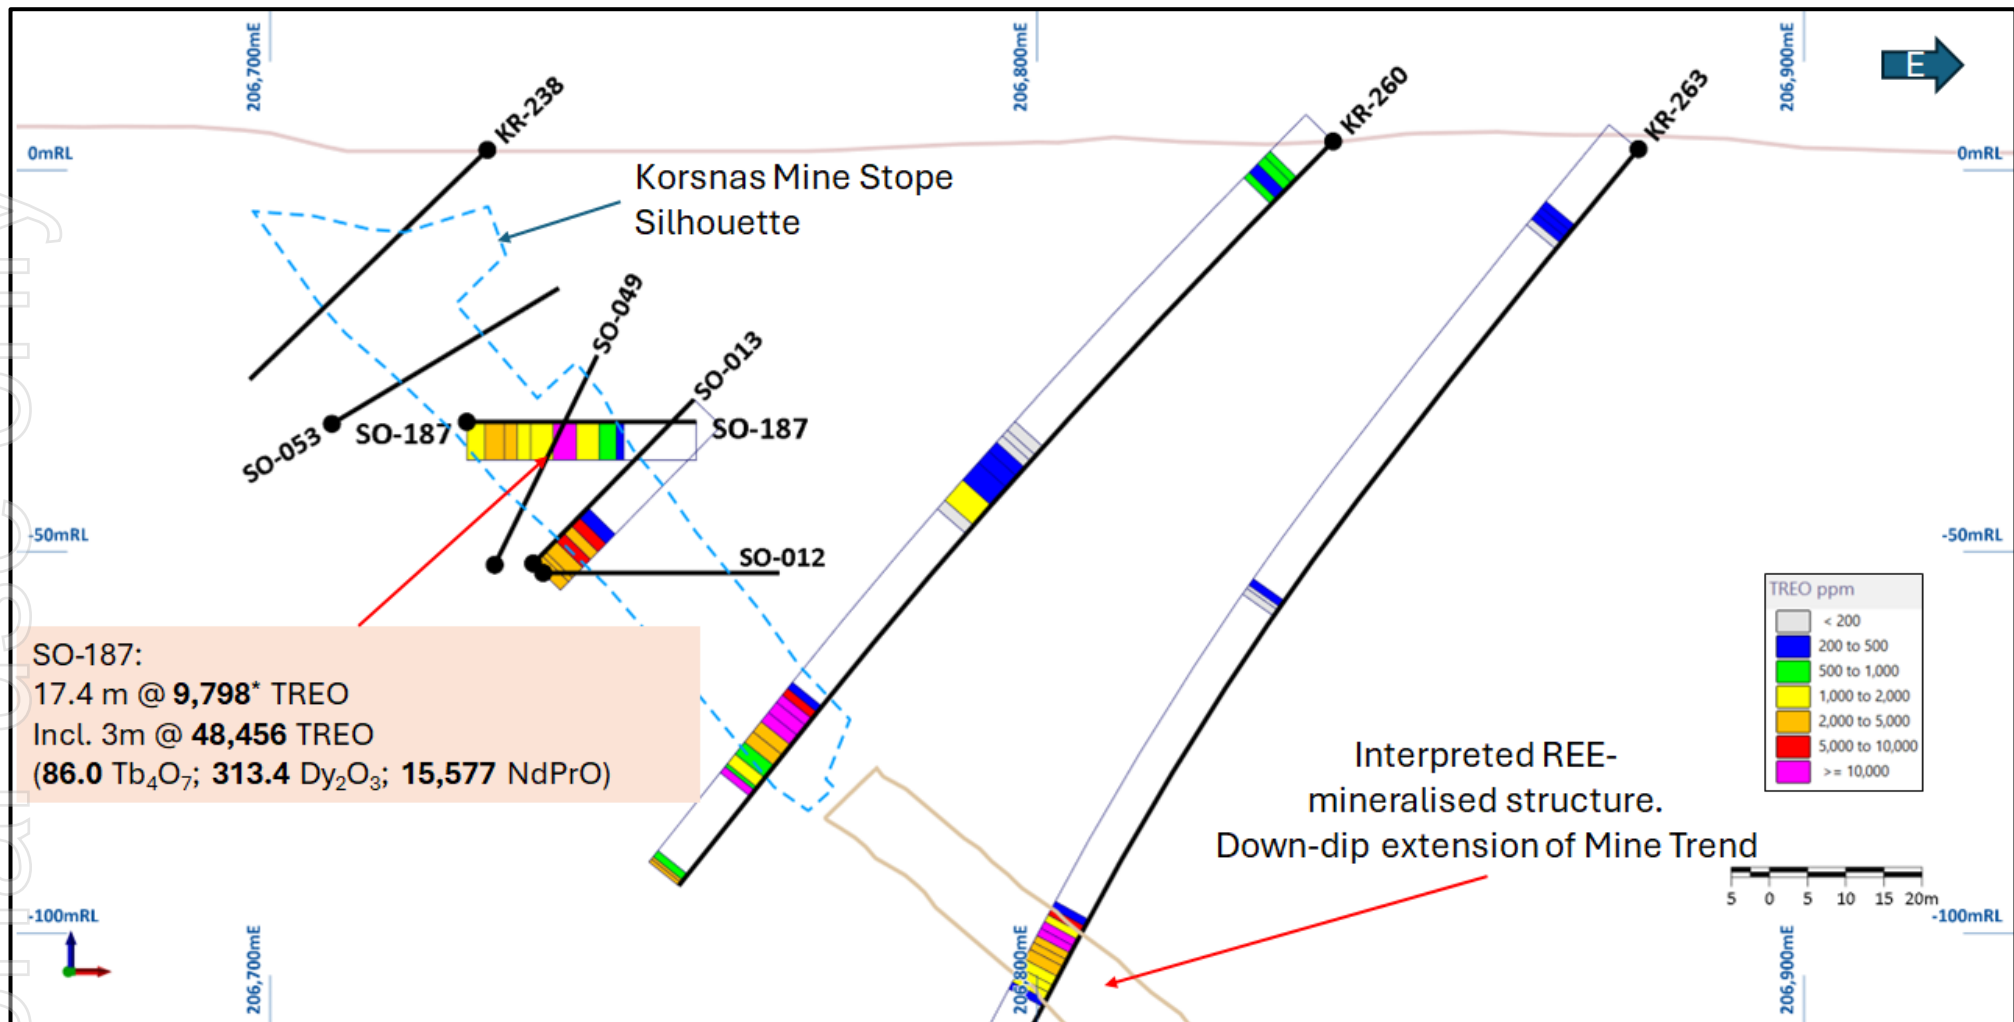 206,700mE
206,800mE
206,900mE
E
KR-238
KR-260
KR-263
0mRL
0mRL
Korsnas Mine Stope
Silhouette
SO-049
SO-013
SO-053
SO-187
SO-187
-50mRL
-50mRL
SO-012
SO-187:
17.4 m @ 9,798* TREO
Incl. 3m @ 48,456 TREO
(86.0 Tb₄O₇; 313.4 Dy₂O₃; 15,577 NdPrO)
TREO ppm
< 200
200 to 500
500 to 1,000
1,000 to 2,000
2,000 to 5,000
5,000 to 10,000
>= 10,000
Interpreted REE-
mineralised structure.
Down-dip extension of Mine Trend
5 0 5 10 15 20m
-100mRL
-100mRL
206,700mE
206,800mE
206,900mE